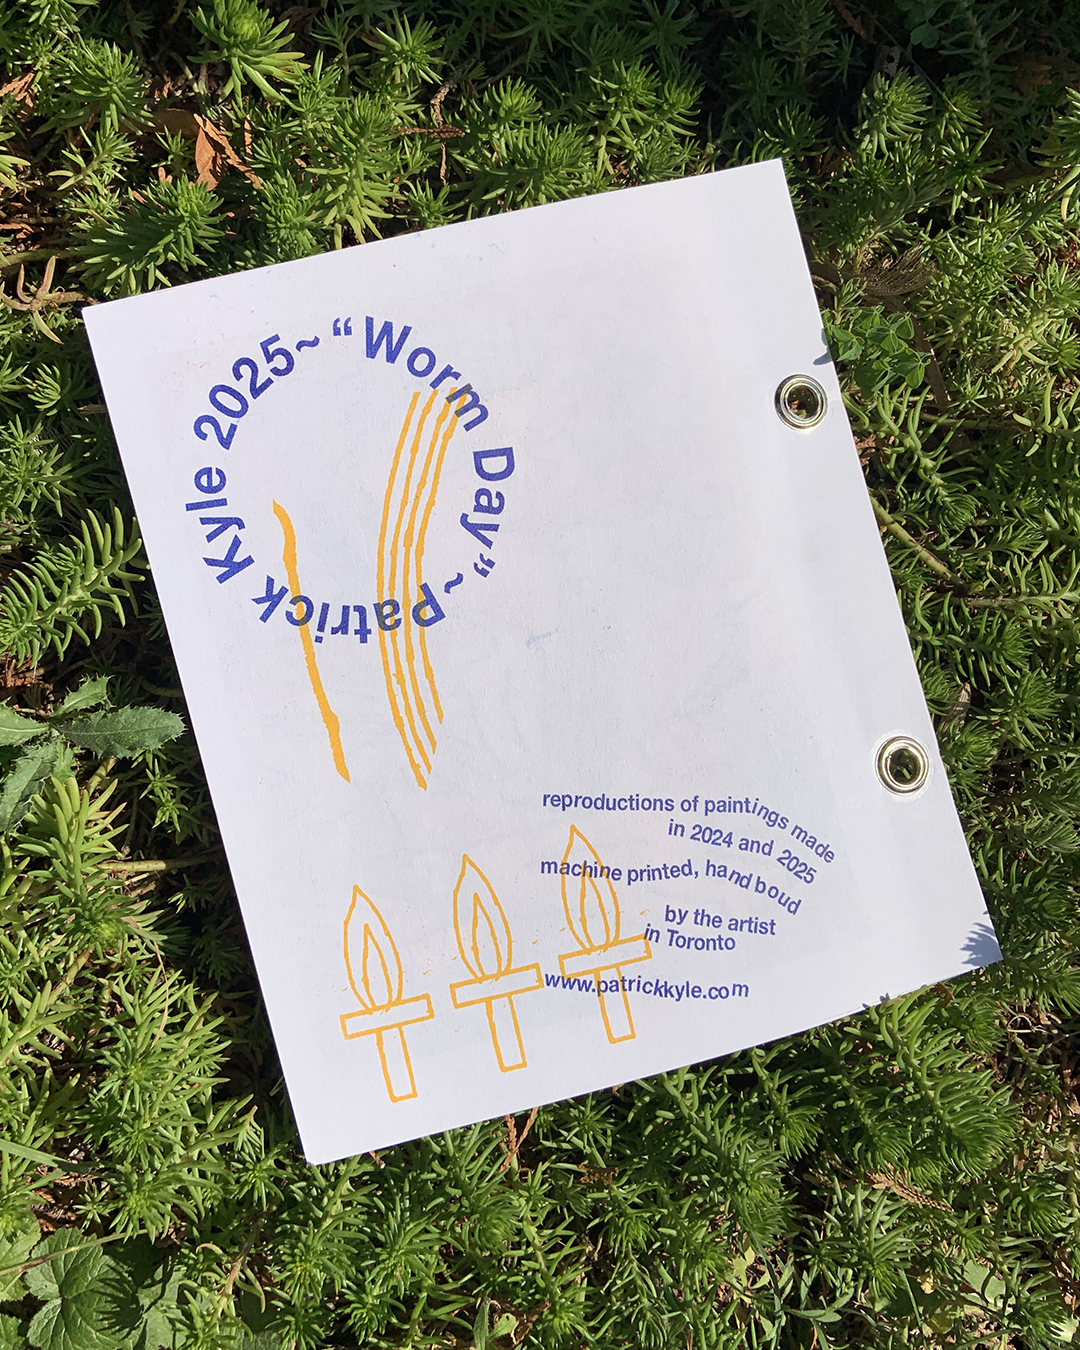 Patrick Kyle 2025~“Worm Day”~
reproductions of paintings made
in 2024 and 2025
machine printed, hand boud
by the artist
in Toronto
www.patrickkyle.com